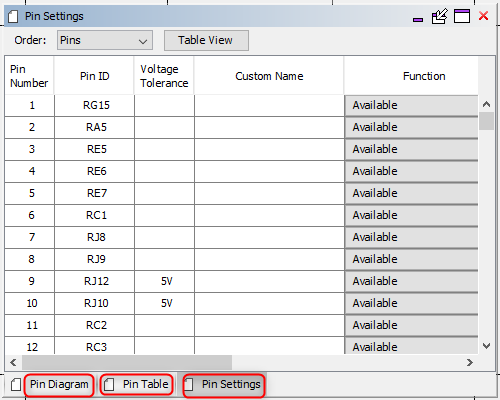 Pin Settings
Order: Pins Table View
Pin Number Pin ID Voltage Tolerance Custom Name Function
1 RG15 Available
2 RA5 Available
3 RE5 Available
4 RE6 Available
5 RE7 Available
6 RC1 Available
7 RJ8 Available
8 RJ9 Available
9 RJ12 5V Available
10 RJ10 5V Available
11 RC2 Available
12 RC3 Available
Pin Diagram Pin Table Pin Settings